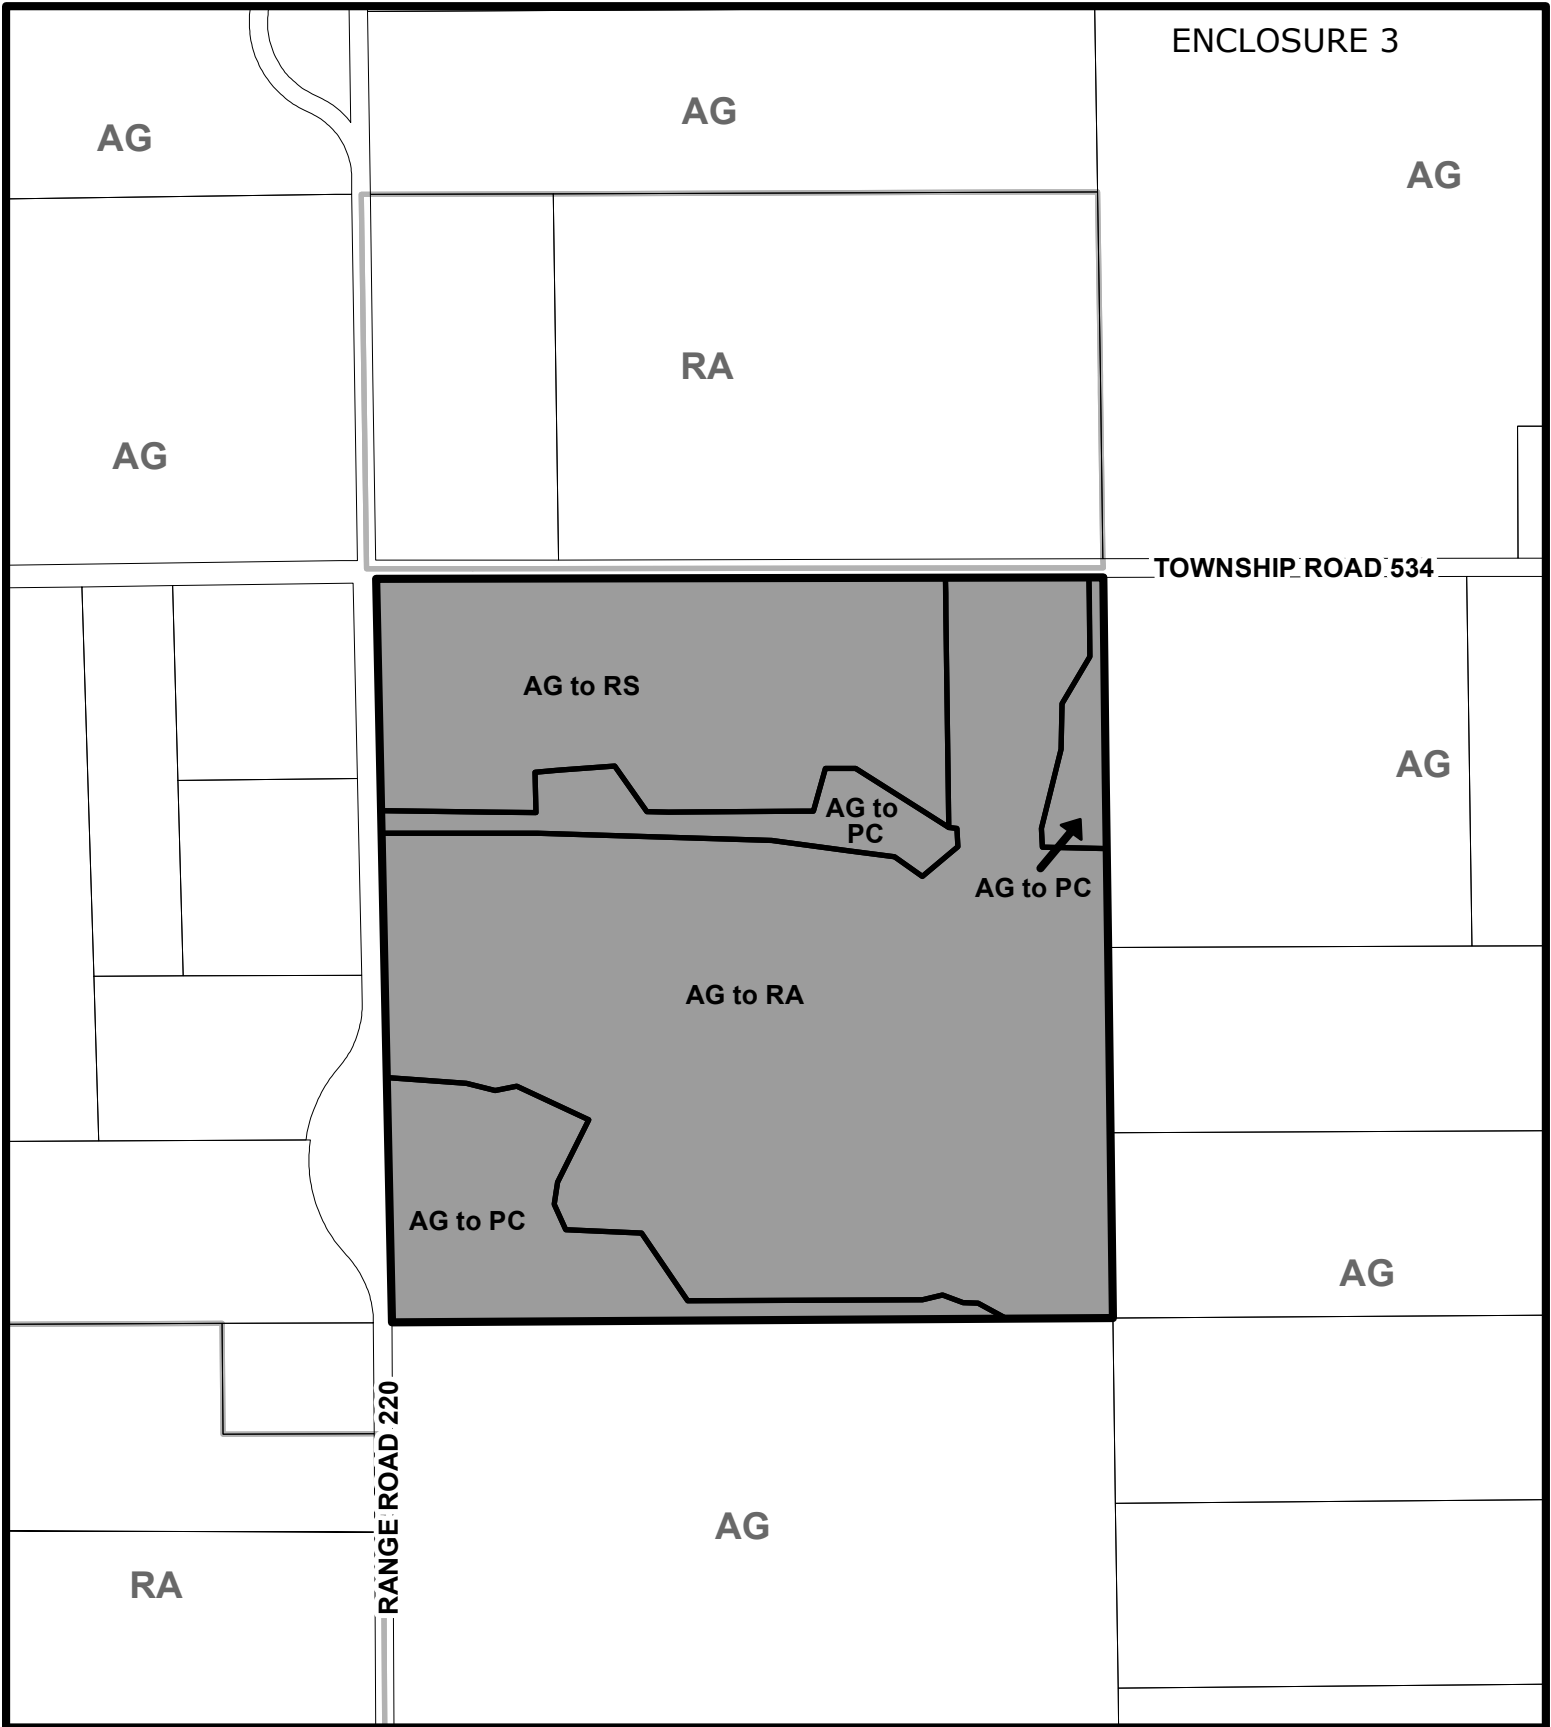 ENCLOSURE 3
AG
AG
AG
RA
AG
TOWNSHIP ROAD 534
AG to RS
AG
AG to
PC
AG to PC
AG to RA
AG to PC
AG
RANGE ROAD 220
AG
RA